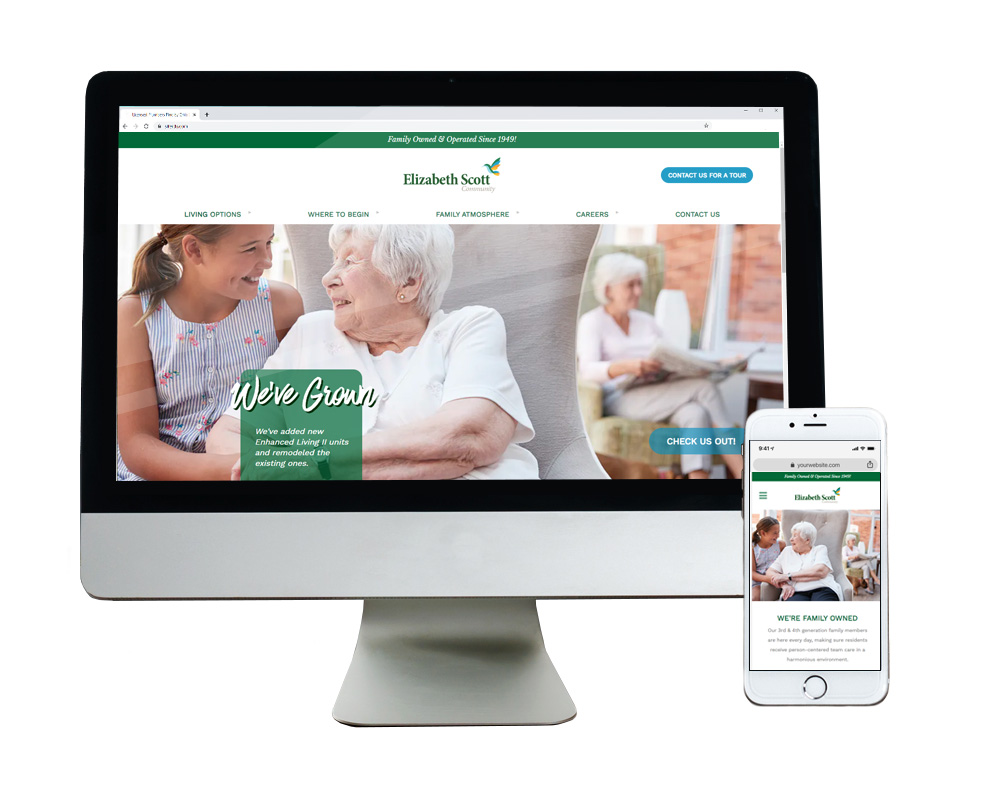 Family Owned & Operated Since 1949!
Elizabeth Scott
Community
CONTACT US FOR A TOUR
LIVING OPTIONS
WHERE TO BEGIN
FAMILY ATMOSPHERE
CAREERS
CONTACT US
We've Grown
We've added new
Enhanced Living II units
and remodeled the
existing ones.
CHECK US OUT!
9:41
yourwebsite.com
Family Owned & Operated Since 1949!
Elizabeth Scott
WE'RE FAMILY OWNED
Our 3rd & 4th generation family members
are here every day, making sure residents
receive person-centered team care in a
harmonious environment.